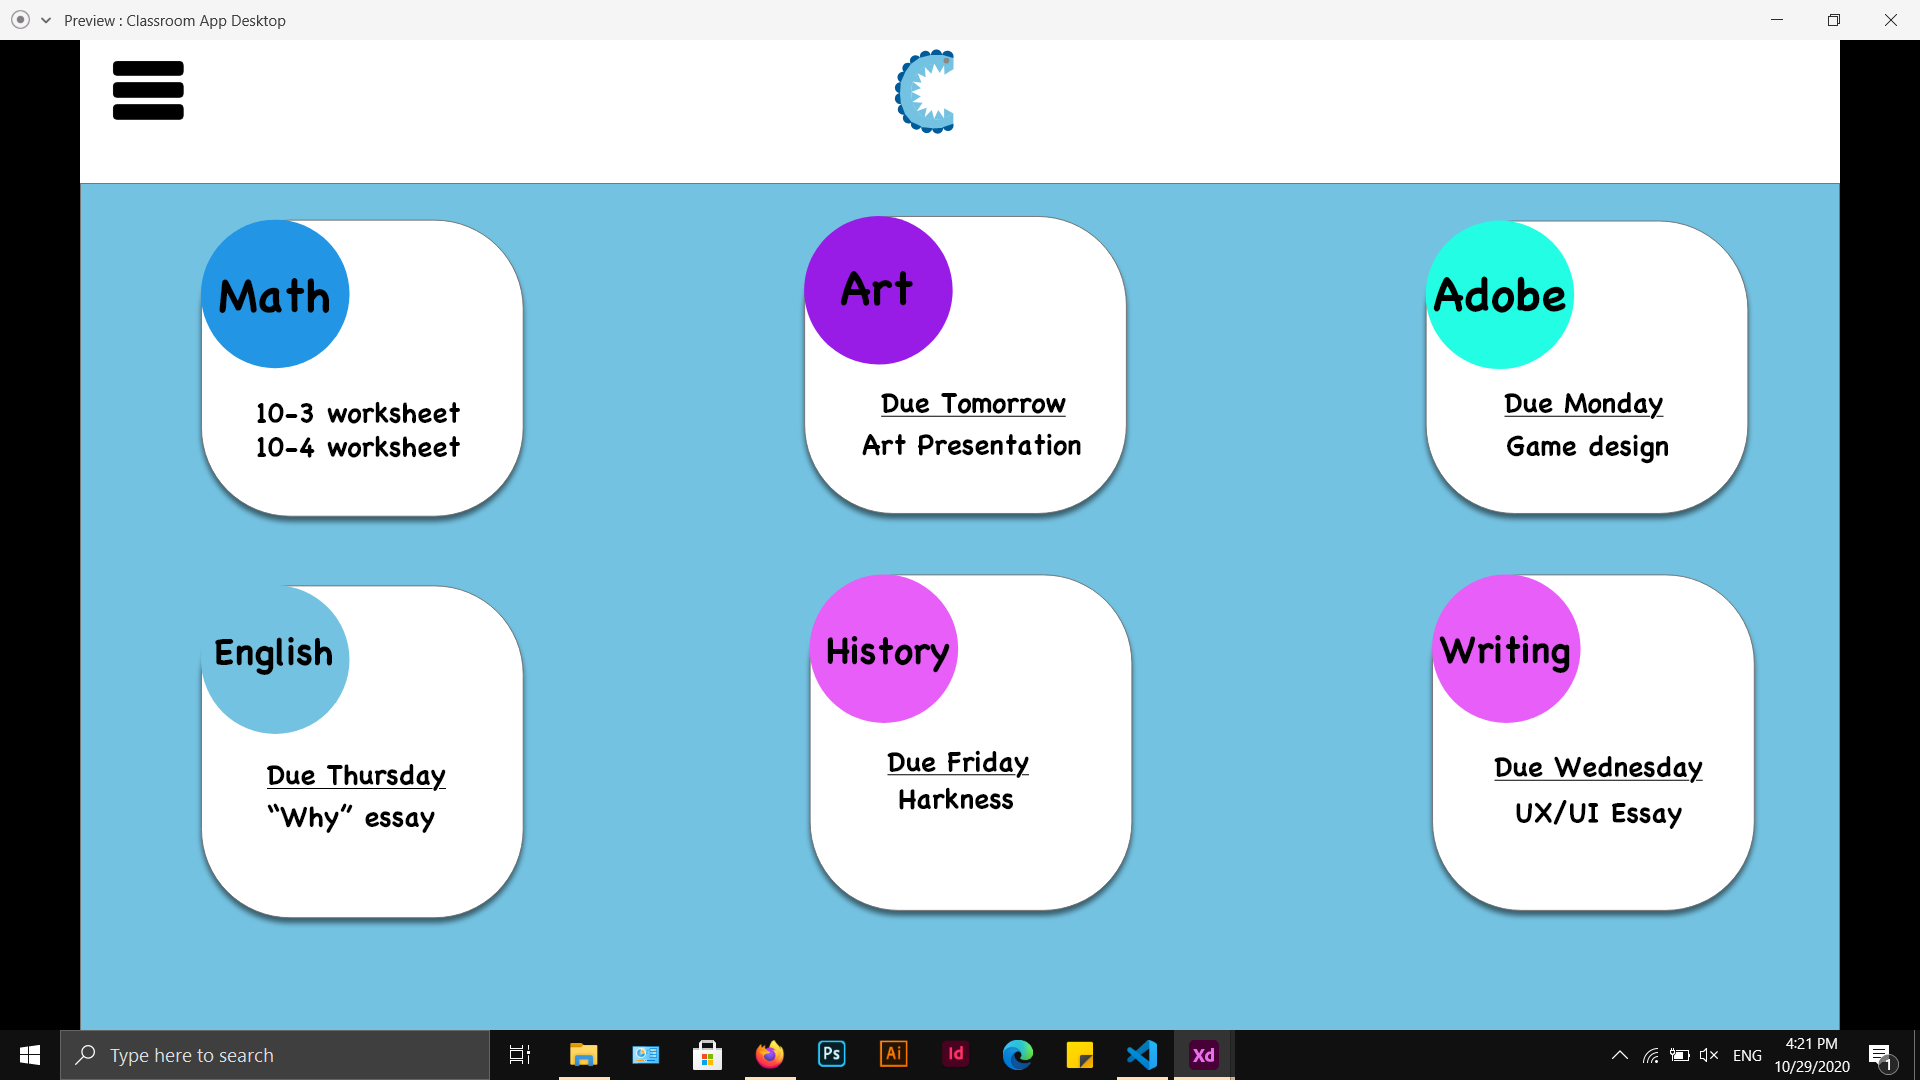 Preview : Classroom App Desktop
Math
10-3 worksheet
10-4 worksheet
Art
Due Tomorrow
Art Presentation
Adobe
Due Monday
Game design
English
Due Thursday
“Why” essay
History
Due Friday
Harkness
Writing
Due Wednesday
UX/UI Essay
Type here to search
Ps
Ai
Id
Xd
ENG
4:21 PM
10/29/2020
1